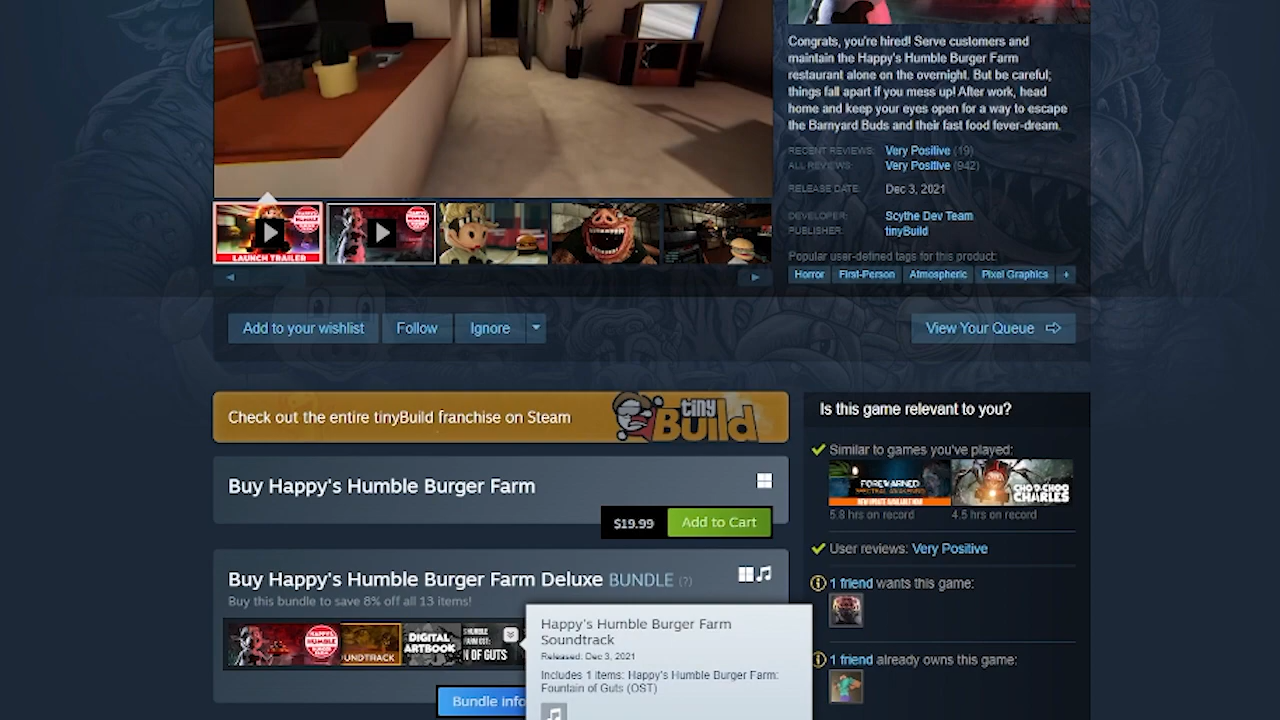 Congrats, you're hired! Serve customers and
maintain the Happy's Humble Burger Farm
restaurant alone on the overnight. But be careful;
things fall apart if you mess up! After work, head
home and keep your eyes open for a way to escape
the Barnyard Buds and their fast food fever-dream.
RECENT REVIEWS: Very Positive (19)
ALL REVIEWS: Very Positive (942)
RELEASE DATE: Dec 3, 2021
DEVELOPER: Scythe Dev Team
PUBLISHER: tinyBuild
Popular user-defined tags for this product:
Horror First-Person Atmospheric Pixel Graphics +
LAUNCH TRAILER
Add to your wishlist Follow Ignore
View Your Queue
Check out the entire tinyBuild franchise on Steam
tiny
Build
Buy Happy's Humble Burger Farm
$19.99 Add to Cart
Buy Happy's Humble Burger Farm Deluxe BUNDLE (?)
Buy this bundle to save 8% off all 13 items!
HAPPY'S
HUMBLE
UNDTRACK
DIGITAL
ARTBOOK
N OF GUTS
Bundle info
Happy's Humble Burger Farm
Soundtrack
Released: Dec 3, 2021
Includes 1 items: Happy's Humble Burger Farm:
Fountain of Guts (OST)
Is this game relevant to you?
Similar to games you've played:
FOREWARNED
CHOO-CHOO
CHARLES
5.8 hrs on record 4.5 hrs on record
User reviews: Very Positive
1 friend wants this game:
1 friend already owns this game: